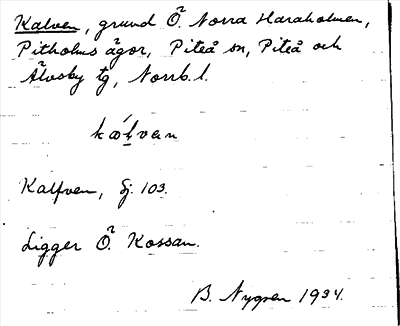 Kalven, grund Ö. Norra Haraholmen,
Pitholms ägor, Piteå sn, Piteå och
Älvsby tg, Norrb. l.
kálvan
Kalfven, Sj. 103.
Ligger Ö. Kossan.
B. Nygren 1934.